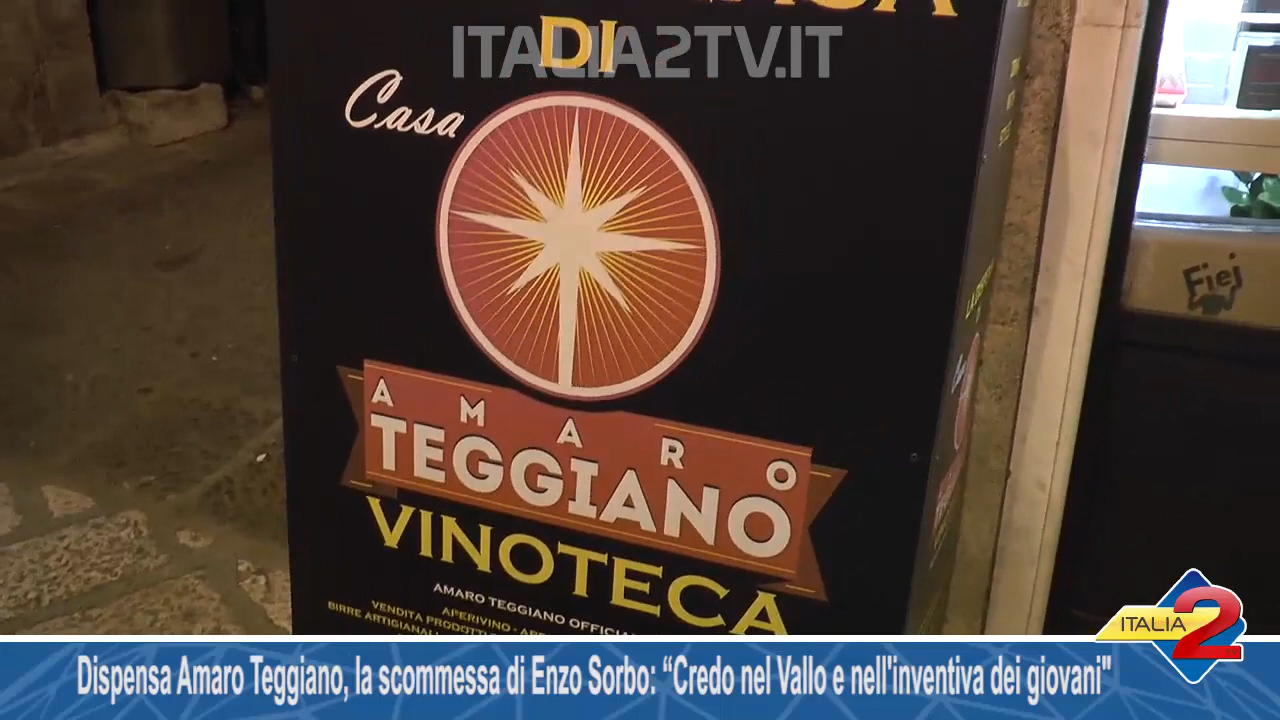 ITALIA2TV.IT
DI
Casa
AMARO
TEGGIANO
VINOTECA
AMARO TEGGIANO
VENDITA PRODOTTI
BIRRE ARTIGIANALI
APERIVINO
Fiej
ITALIA 2
Dispensa Amaro Teggiano, la scommessa di Enzo Sorbo: “Credo nel Vallo e nell'inventiva dei giovani"